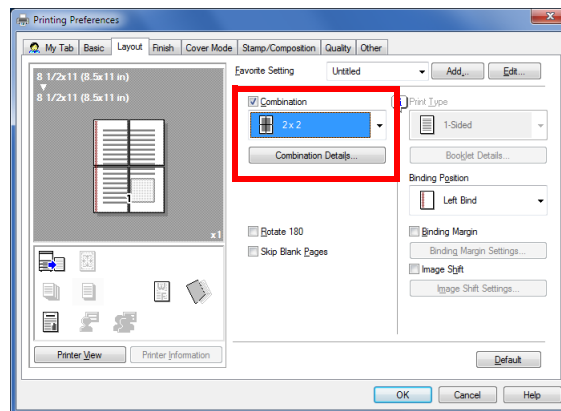 Printing Preferences
My Tab Basic Layout Finish Cover Mode Stamp/Composition Quality Other
8 1/2x11 (8.5x11 in)
8 1/2x11 (8.5x11 in)
1
x1
Printer View Printer Information
Favorite Setting Untitled Add... Edit...
Combination
2 x 2
Combination Details...
Rotate 180
Skip Blank Pages
Print Type
1-Sided
Booklet Details...
Binding Position
Left Bind
Binding Margin
Binding Margin Settings...
Image Shift
Image Shift Settings...
Default
OK Cancel Help